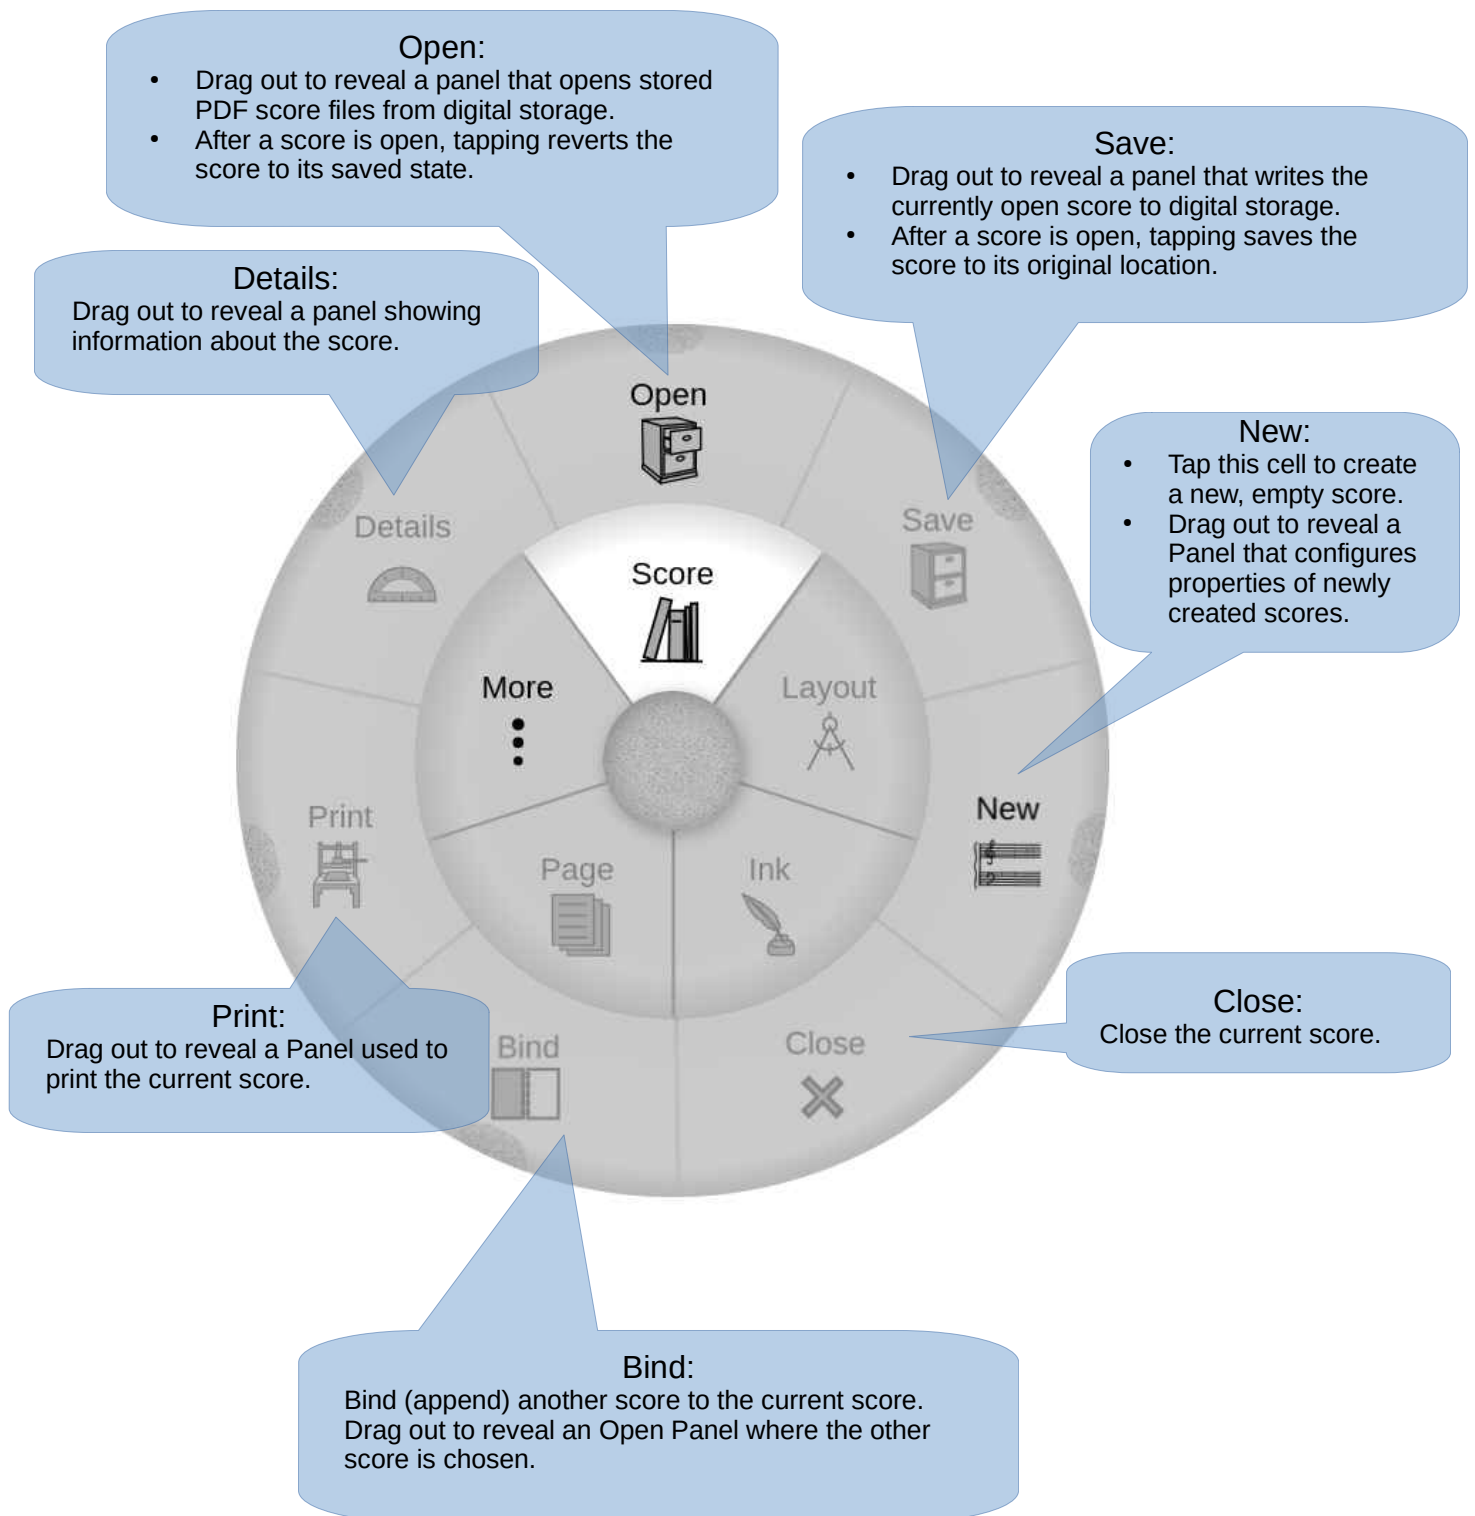 Open:
• Drag out to reveal a panel that opens stored
PDF score files from digital storage.
• After a score is open, tapping reverts the
score to its saved state.
Save:
• Drag out to reveal a panel that writes the
currently open score to digital storage.
• After a score is open, tapping saves the
score to its original location.
Details:
Drag out to reveal a panel showing
information about the score.
New:
• Tap this cell to create
a new, empty score.
• Drag out to reveal a
Panel that configures
properties of newly
created scores.
Open
Details
Save
Score
More
Layout
Print
New
Page
Ink
Bind
Close
Print:
Drag out to reveal a Panel used to
print the current score.
Close:
Close the current score.
Bind:
Bind (append) another score to the current score.
Drag out to reveal an Open Panel where the other
score is chosen.